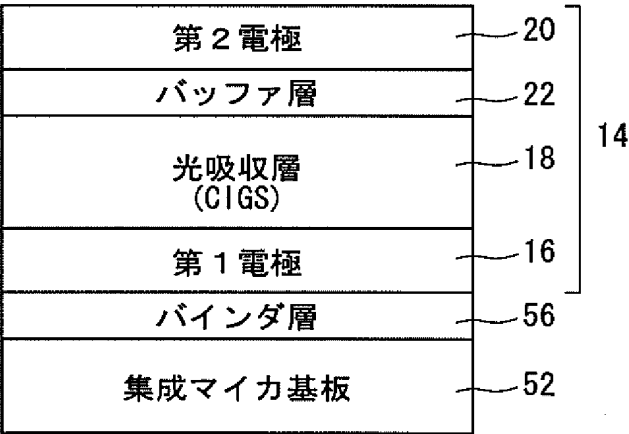 第２電極 20
バッファ層 22
光吸収層 18
(CIGS)
14
第１電極 16
バインダ層 56
集成マイカ基板 52